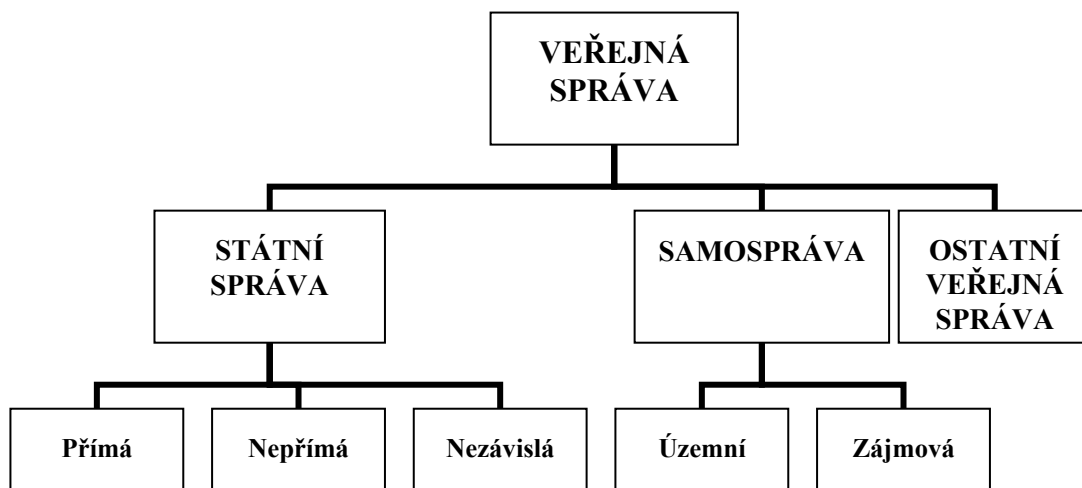 VEŘEJNÁ
SPRÁVA
STÁTNÍ
SPRÁVA
SAMOSPRÁVA
OSTATNÍ
VEŘEJNÁ
SPRÁVA
Přímá
Nepřímá
Nezávislá
Územní
Zájmová